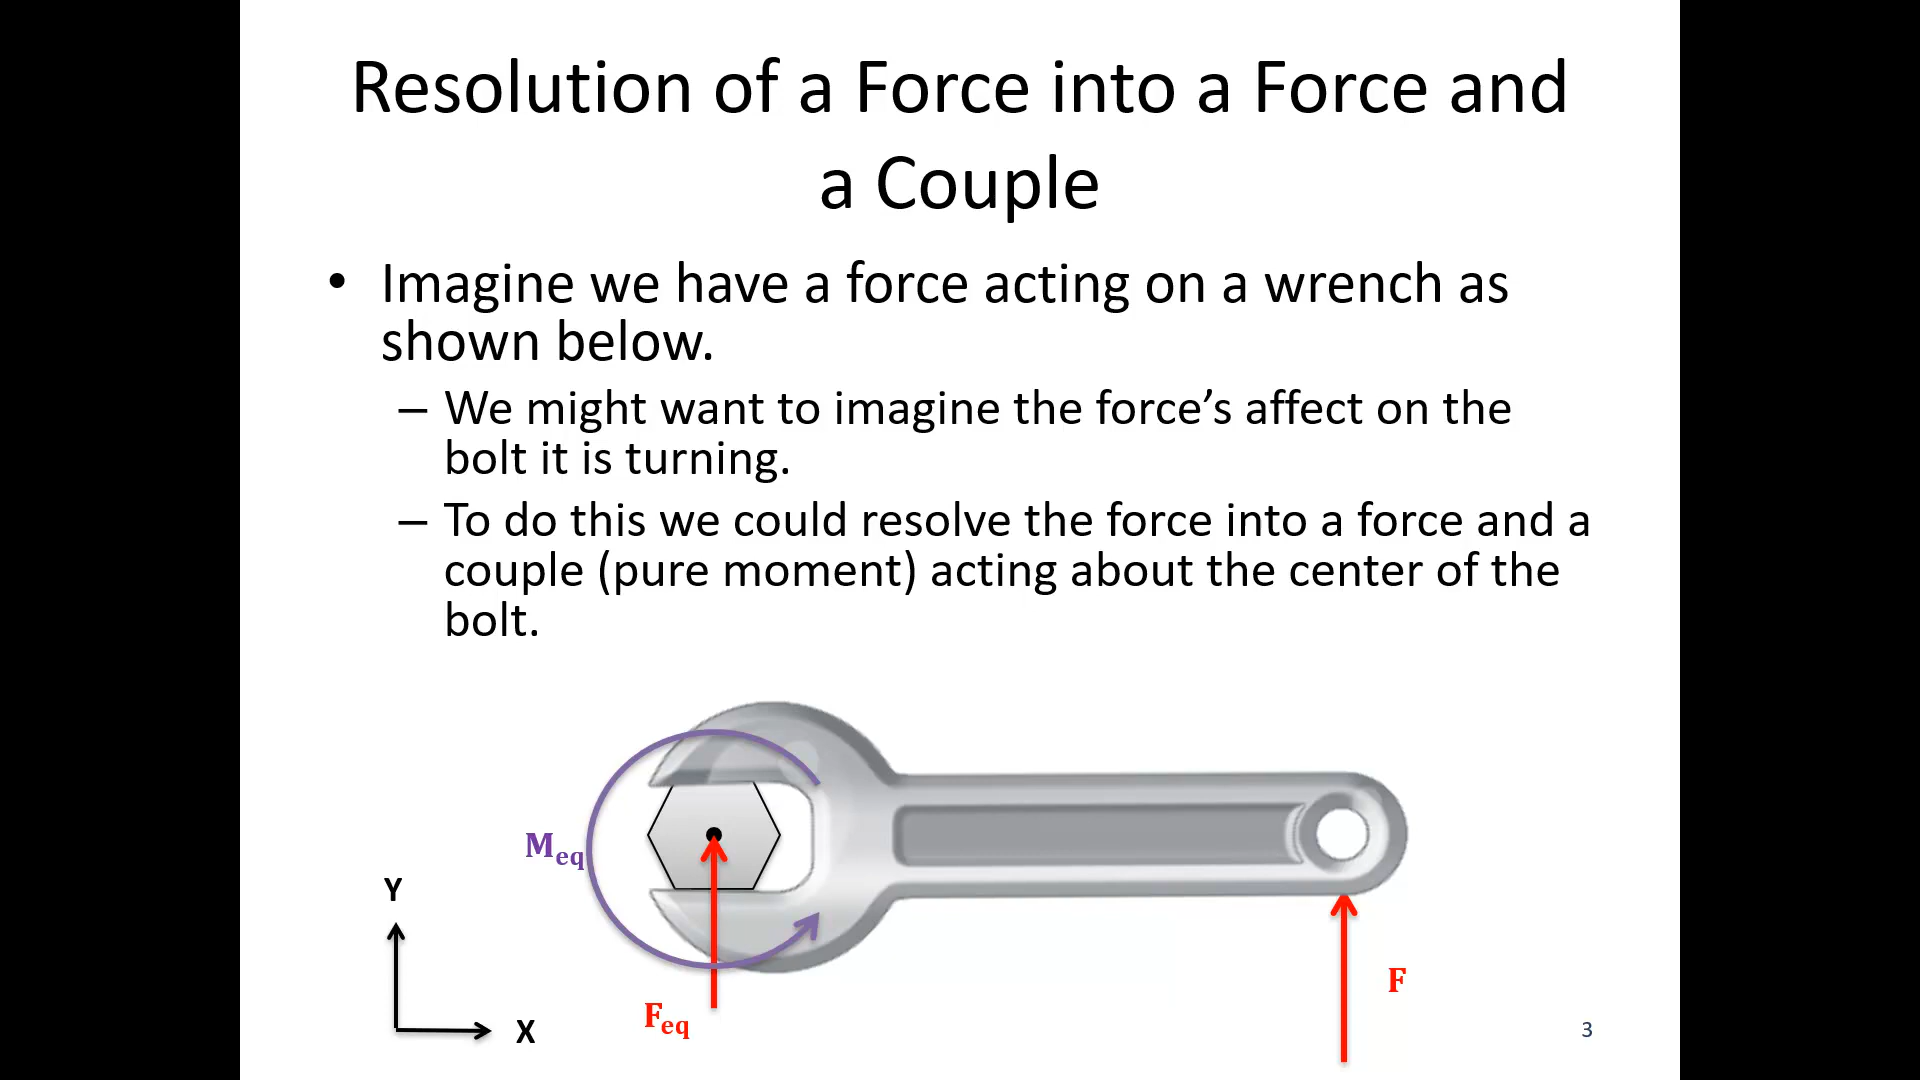 Resolution of a Force into a Force and
a Couple
• Imagine we have a force acting on a wrench as
shown below.
– We might want to imagine the force’s affect on the
bolt it is turning.
– To do this we could resolve the force into a force and a
couple (pure moment) acting about the center of the
bolt.
M_eq
Y
F
F_eq
X
3